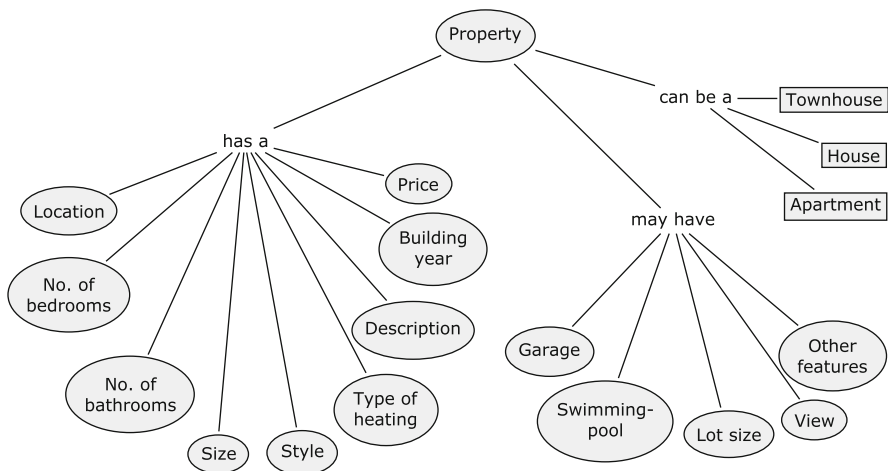 Property
can be a
Townhouse
House
Apartment
has a
Price
Location
Building
year
may have
No. of
bedrooms
Description
Garage
Other
features
No. of
bathrooms
Type of
heating
Swimming-
pool
View
Lot size
Size
Style